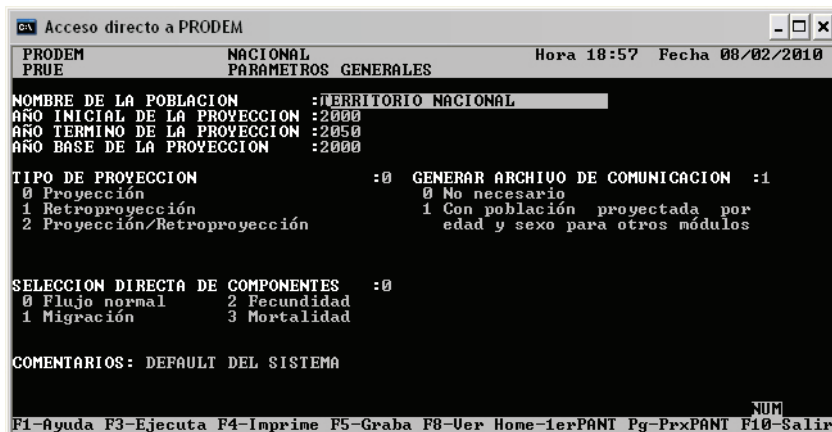 Acceso directo a PRODEM
PRODEM NACIONAL Hora 18:57 Fecha 08/02/2010
PRUE PARAMETROS GENERALES
NOMBRE DE LA POBLACION :TERRITORIO NACIONAL
AÑO INICIAL DE LA PROYECCION :2000
AÑO TERMINO DE LA PROYECCION :2050
AÑO BASE DE LA PROYECCION :2000
TIPO DE PROYECCION :0 GENERAR ARCHIVO DE COMUNICACION :1
0 Proyección 0 No necesario
1 Retroproyección 1 Con población proyectada por
2 Proyección/Retroproyección edad y sexo para otros módulos
SELECCION DIRECTA DE COMPONENTES :0
0 Flujo normal 2 Fecundidad
1 Migración 3 Mortalidad
COMENTARIOS: DEFAULT DEL SISTEMA
NUM
F1-Ayuda F3-Ejecuta F4-Imprime F5-Graba F8-Ver Home-1erPANT Pg-PrxPANT F10-Salir